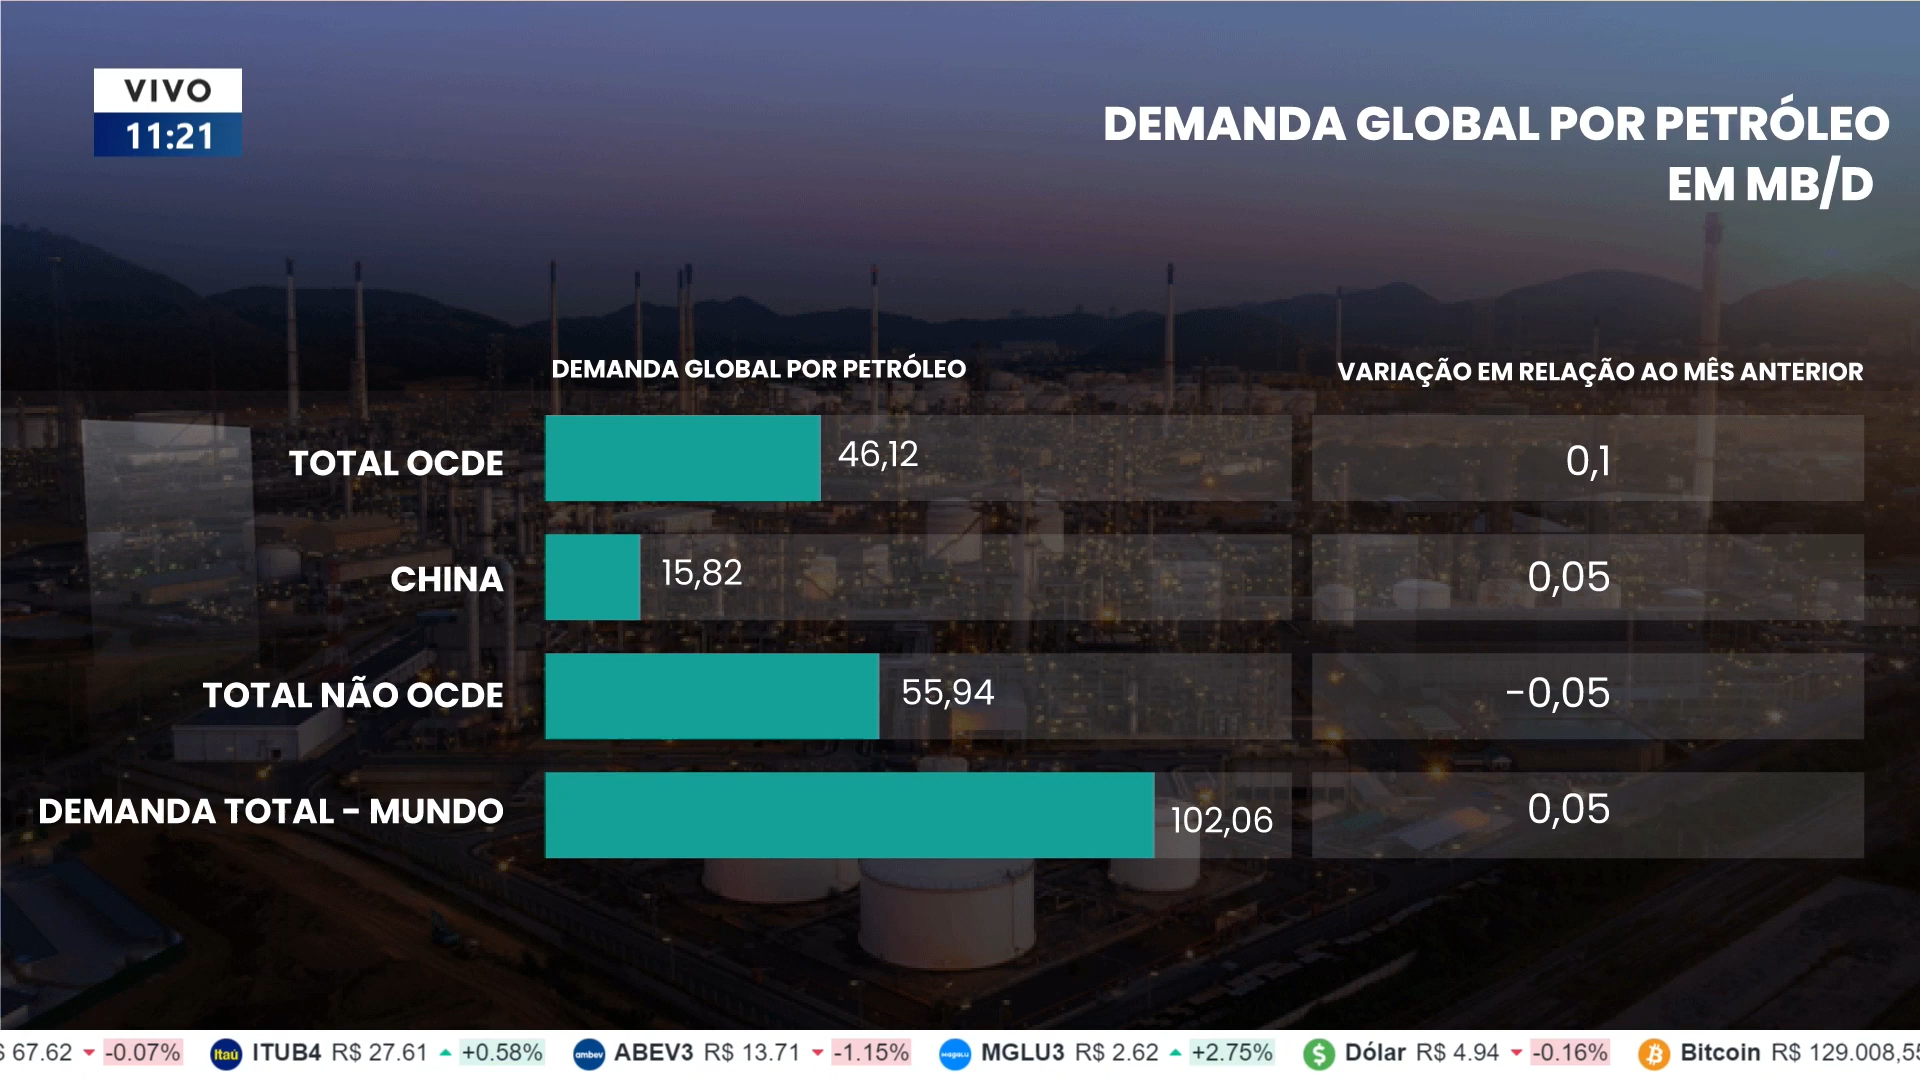 VIVO
11:21
DEMANDA GLOBAL POR PETRÓLEO
EM MB/D
DEMANDA GLOBAL POR PETRÓLEO
VARIAÇÃO EM RELAÇÃO AO MÊS ANTERIOR
TOTAL OCDE 46,12 0,1
CHINA 15,82 0,05
TOTAL NÃO OCDE 55,94 -0,05
DEMANDA TOTAL - MUNDO 102,06 0,05
67.62 -0.07% Itaú ITUB4 R$ 27.61 +0.58% ambev ABEV3 R$ 13.71 -1.15% Magalu MGLU3 R$ 2.62 +2.75% $ Dólar R$ 4.94 -0.16% Bitcoin R$ 129.008,5